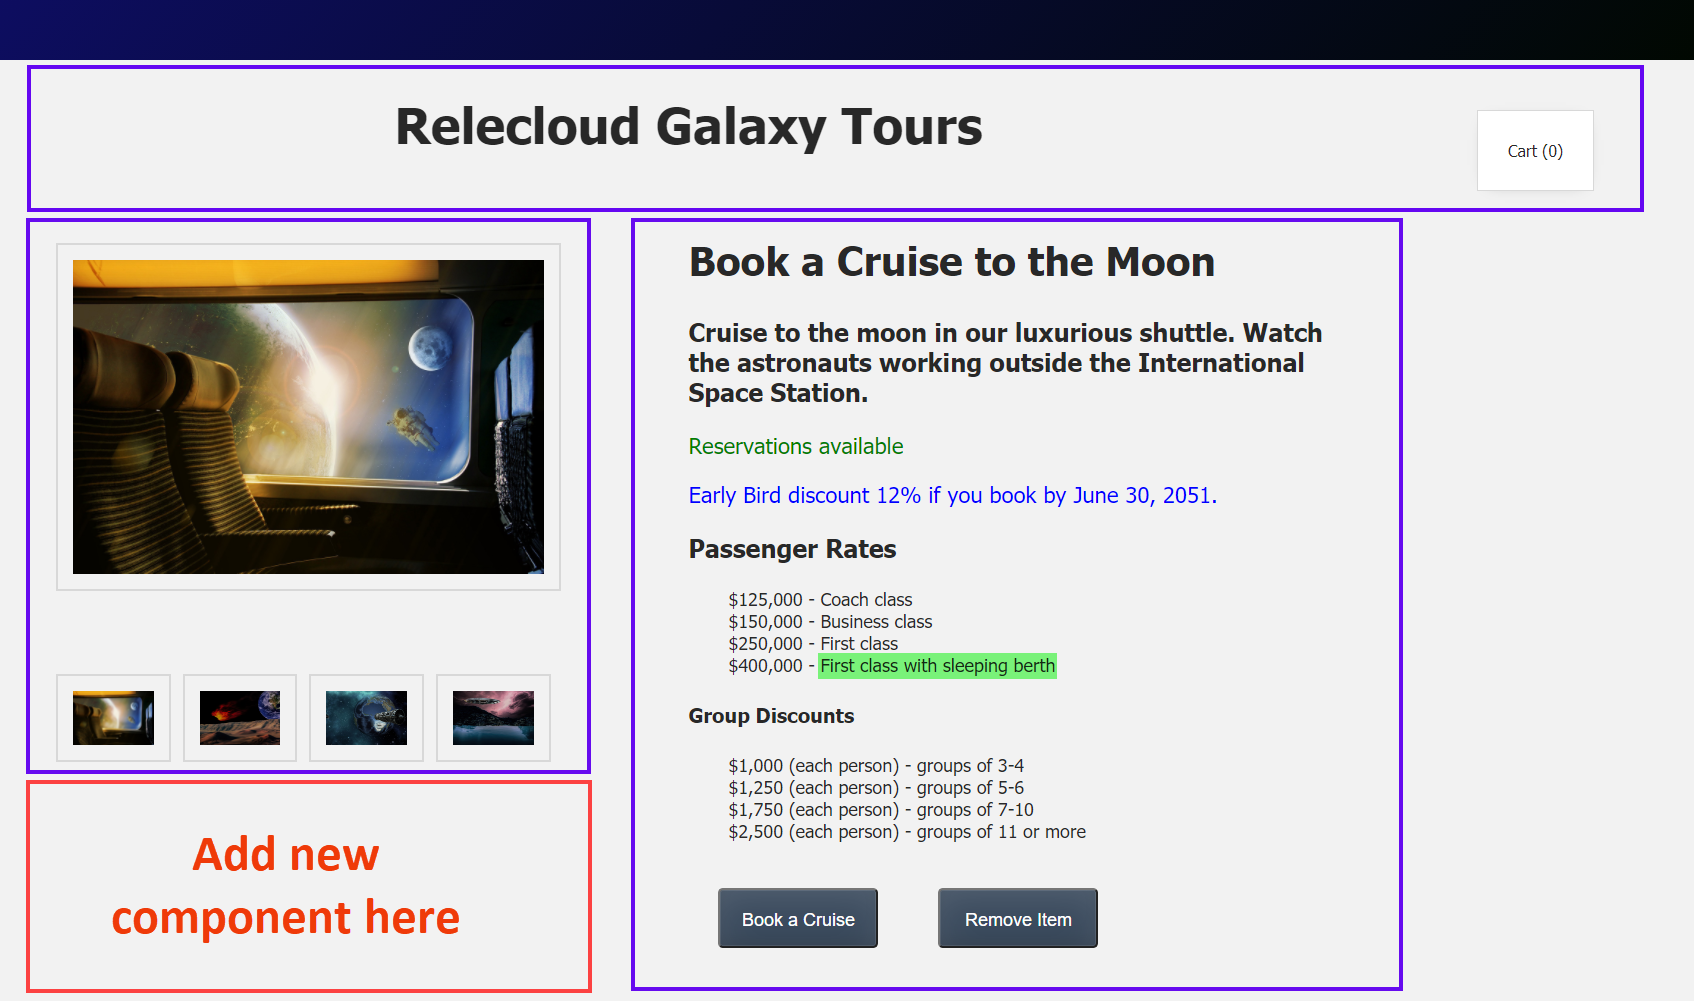 Relecloud Galaxy Tours
Cart (0)
Add new
component here
Book a Cruise to the Moon
Cruise to the moon in our luxurious shuttle. Watch
the astronauts working outside the International
Space Station.
Reservations available
Early Bird discount 12% if you book by June 30, 2051.
Passenger Rates
$125,000 - Coach class
$150,000 - Business class
$250,000 - First class
$400,000 - First class with sleeping berth
Group Discounts
$1,000 (each person) - groups of 3-4
$1,250 (each person) - groups of 5-6
$1,750 (each person) - groups of 7-10
$2,500 (each person) - groups of 11 or more
Book a Cruise
Remove Item